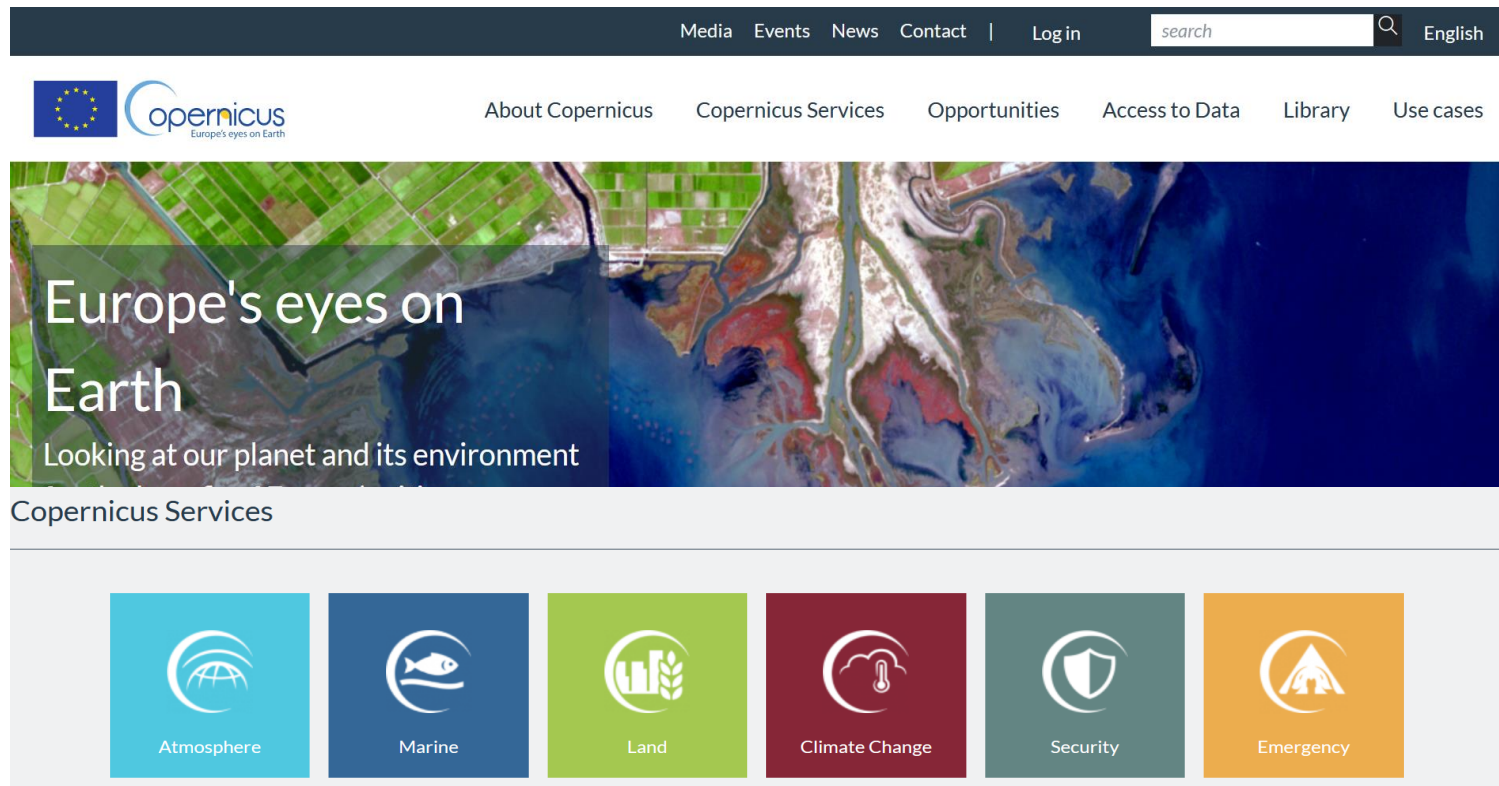 Media Events News Contact | Log in search English
opernicus
Europe's eyes on Earth
About Copernicus Copernicus Services Opportunities Access to Data Library Use cases
Europe's eyes on
Earth
Looking at our planet and its environment
Copernicus Services
Atmosphere Marine Land Climate Change Security Emergency